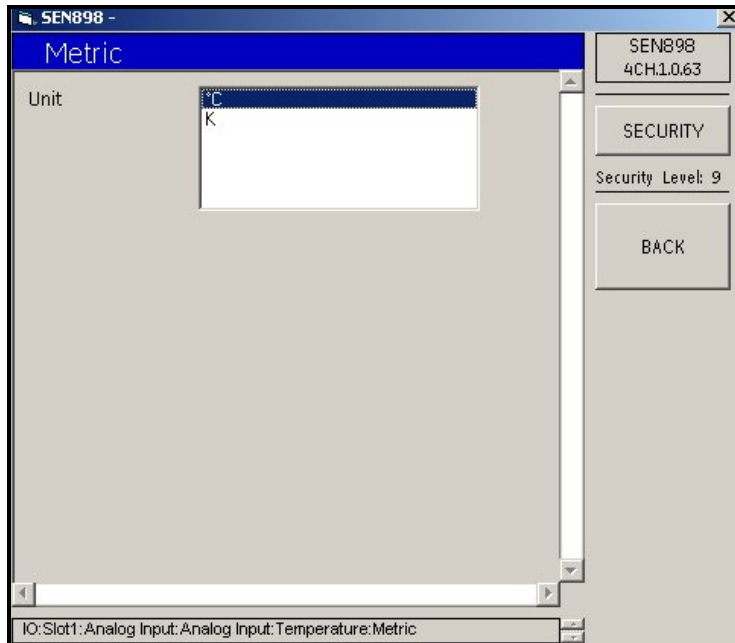 SEN898 -
Metric
Unit
°C
K
SEN898
4CH.1.0.63
SECURITY
Security Level: 9
BACK
IO:Slot1:Analog Input:Analog Input:Temperature:Metric